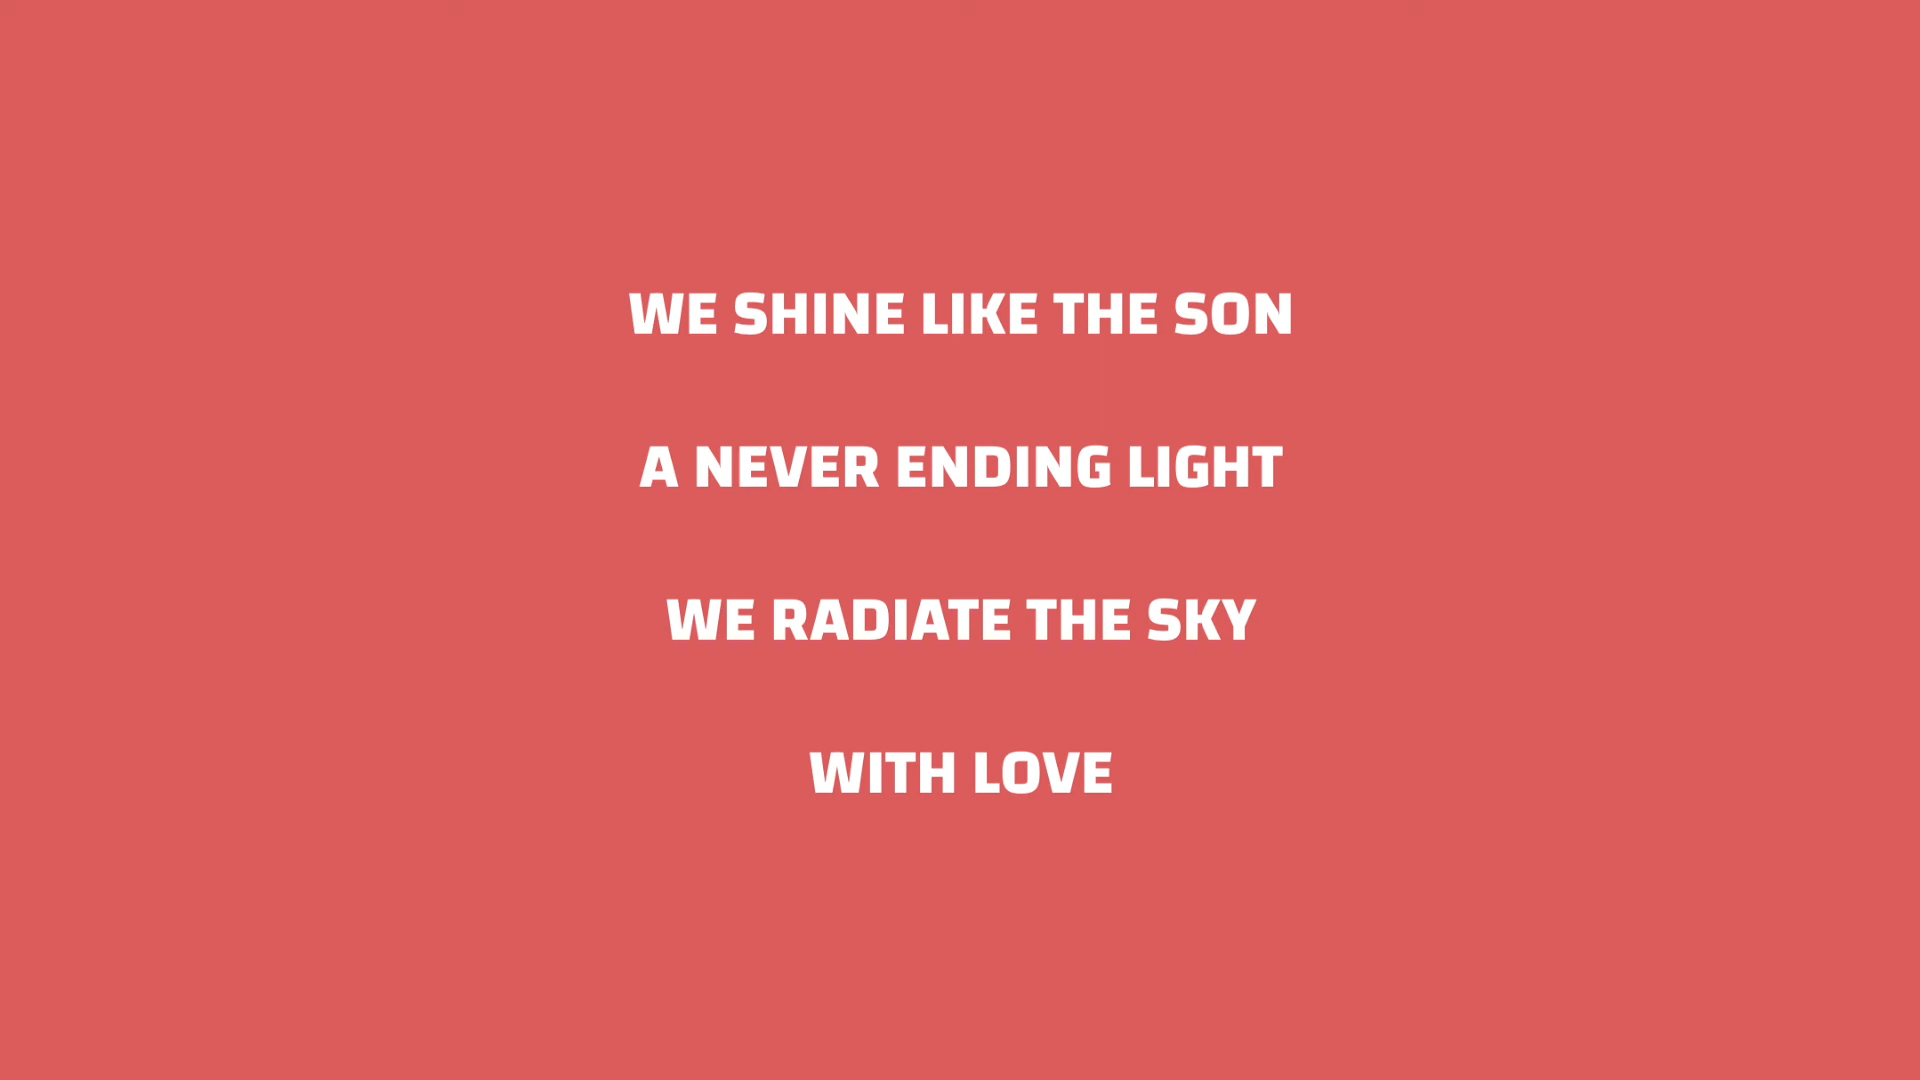 WE SHINE LIKE THE SON
A NEVER ENDING LIGHT
WE RADIATE THE SKY
WITH LOVE